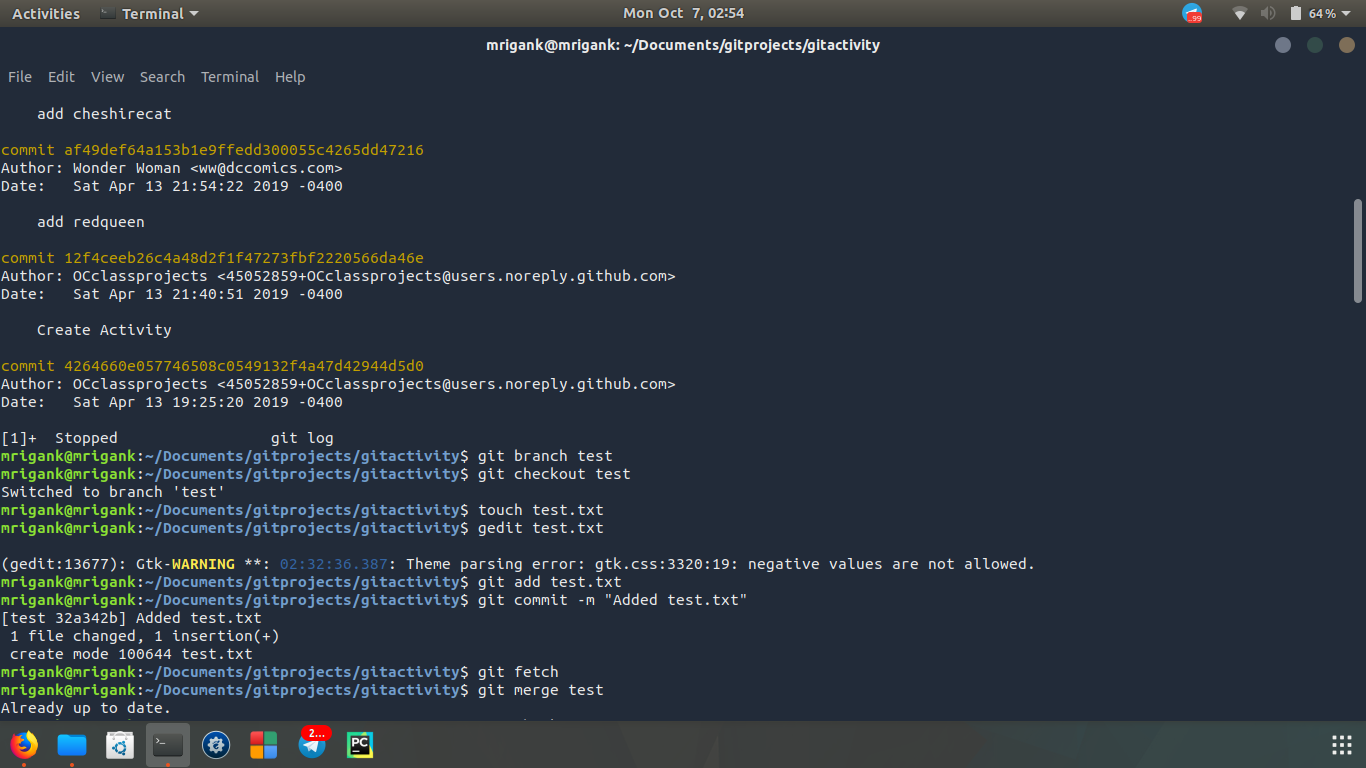 Activities Terminal Mon Oct 7, 02:54 ..99 64%
mrigank@mrigank: ~/Documents/gitprojects/gitactivity
File Edit View Search Terminal Help
add cheshirecat
commit af49def64a153b1e9ffedd300055c4265dd47216
Author: Wonder Woman <ww@dccomics.com>
Date: Sat Apr 13 21:54:22 2019 -0400
add redqueen
commit 12f4ceeb26c4a48d2f1f47273fbf2220566da46e
Author: OCclassprojects <45052859+OCclassprojects@users.noreply.github.com>
Date: Sat Apr 13 21:40:51 2019 -0400
Create Activity
commit 4264660e057746508c0549132f4a47d42944d5d0
Author: OCclassprojects <45052859+OCclassprojects@users.noreply.github.com>
Date: Sat Apr 13 19:25:20 2019 -0400
[1]+ Stopped git log
mrigank@mrigank:~/Documents/gitprojects/gitactivity$ git branch test
mrigank@mrigank:~/Documents/gitprojects/gitactivity$ git checkout test
Switched to branch 'test'
mrigank@mrigank:~/Documents/gitprojects/gitactivity$ touch test.txt
mrigank@mrigank:~/Documents/gitprojects/gitactivity$ gedit test.txt
(gedit:13677): Gtk-WARNING **: 02:32:36.387: Theme parsing error: gtk.css:3320:19: negative values are not allowed.
mrigank@mrigank:~/Documents/gitprojects/gitactivity$ git add test.txt
mrigank@mrigank:~/Documents/gitprojects/gitactivity$ git commit -m "Added test.txt"
[test 32a342b] Added test.txt
1 file changed, 1 insertion(+)
create mode 100644 test.txt
mrigank@mrigank:~/Documents/gitprojects/gitactivity$ git fetch
mrigank@mrigank:~/Documents/gitprojects/gitactivity$ git merge test
Already up to date.
2...
PC